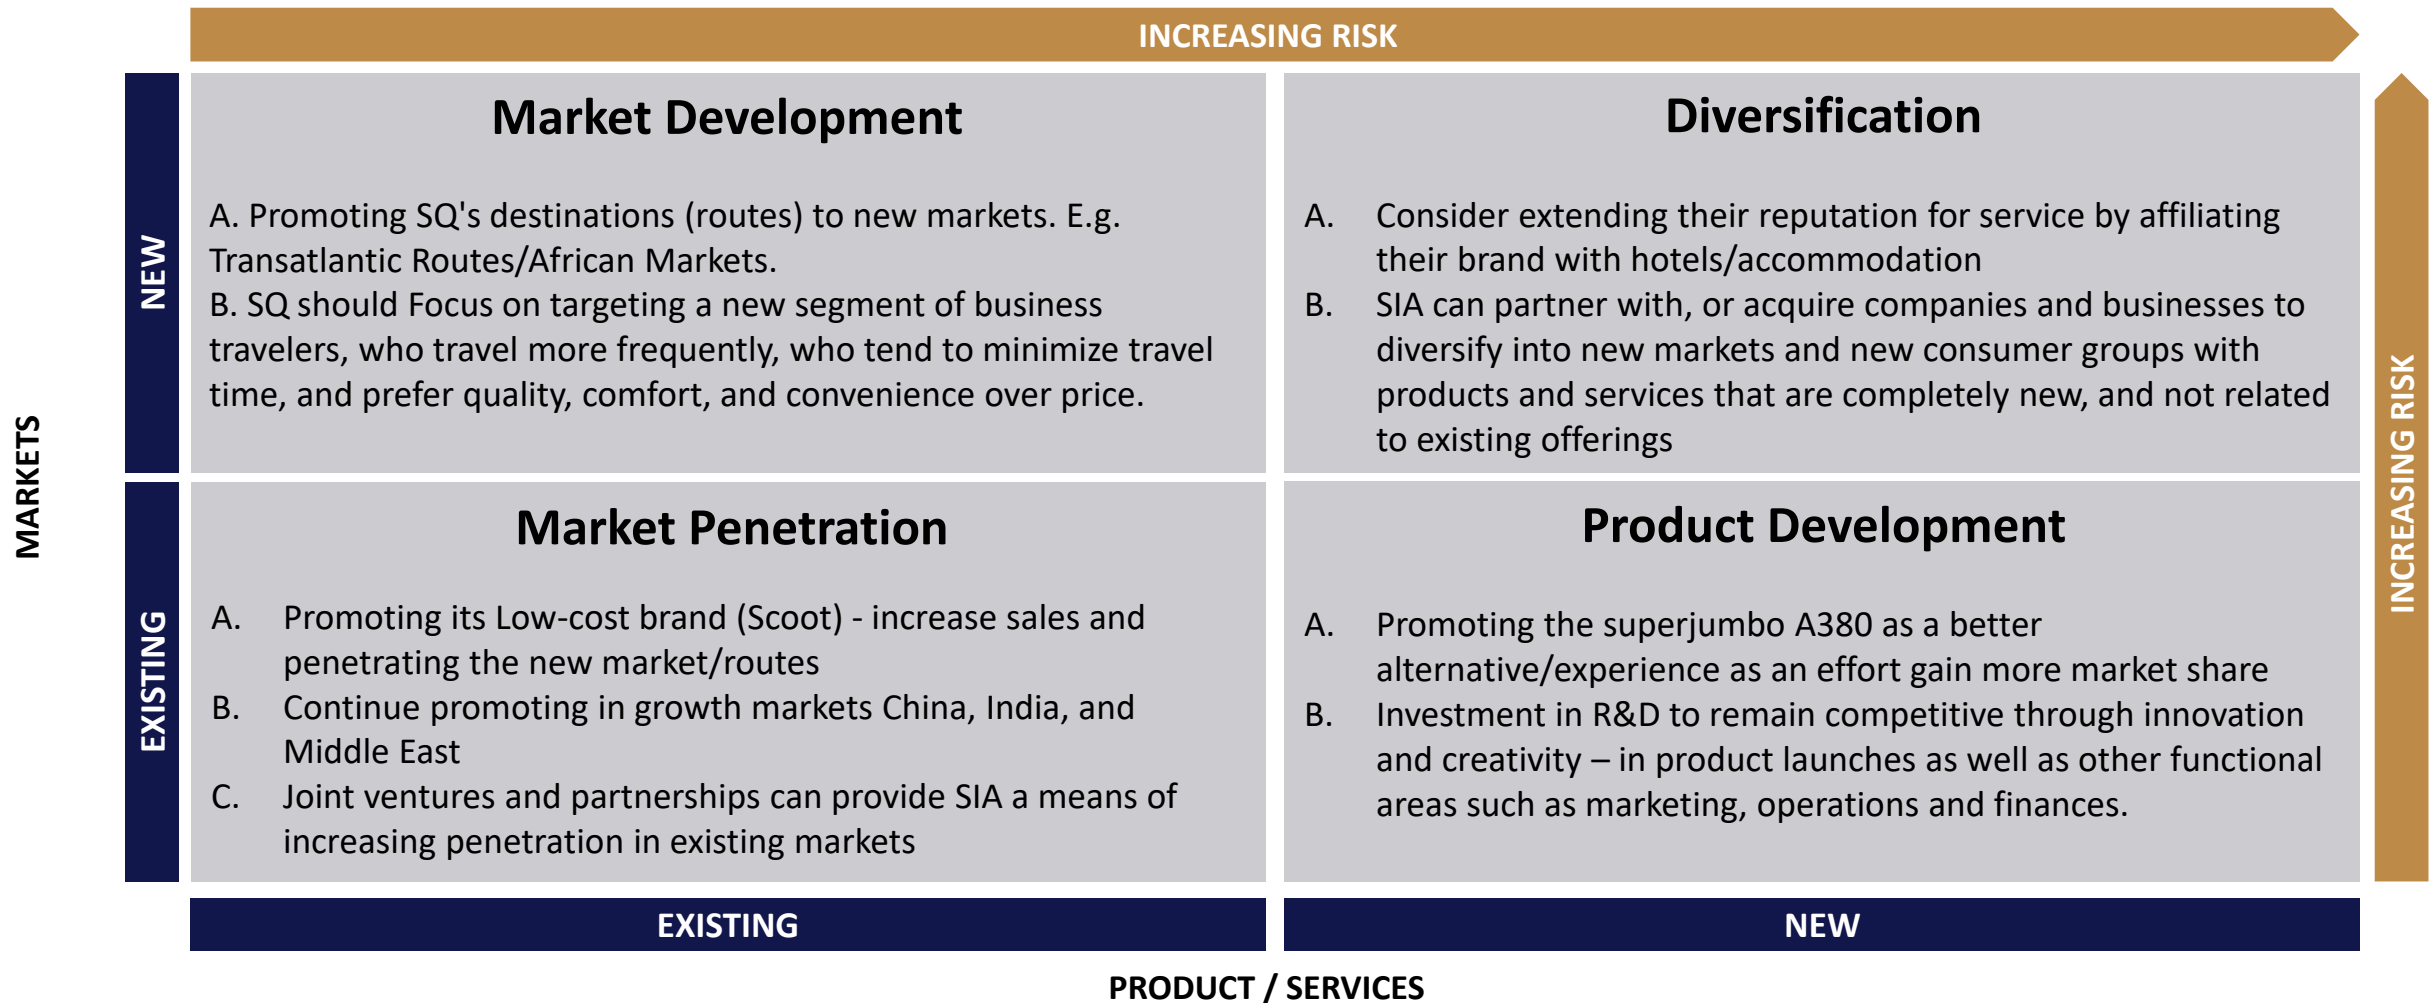 INCREASING RISK
Market Development
A. Promoting SQ's destinations (routes) to new markets. E.g.
Transatlantic Routes/African Markets.
B. SQ should Focus on targeting a new segment of business
travelers, who travel more frequently, who tend to minimize travel
time, and prefer quality, comfort, and convenience over price.
Diversification
A. Consider extending their reputation for service by affiliating
their brand with hotels/accommodation
B. SIA can partner with, or acquire companies and businesses to
diversify into new markets and new consumer groups with
products and services that are completely new, and not related
to existing offerings
NEW
MARKETS
INCREASING RISK
Market Penetration
A. Promoting its Low-cost brand (Scoot) - increase sales and
penetrating the new market/routes
B. Continue promoting in growth markets China, India, and
Middle East
C. Joint ventures and partnerships can provide SIA a means of
increasing penetration in existing markets
Product Development
A. Promoting the superjumbo A380 as a better
alternative/experience as an effort gain more market share
B. Investment in R&D to remain competitive through innovation
and creativity – in product launches as well as other functional
areas such as marketing, operations and finances.
EXISTING
EXISTING
NEW
PRODUCT / SERVICES